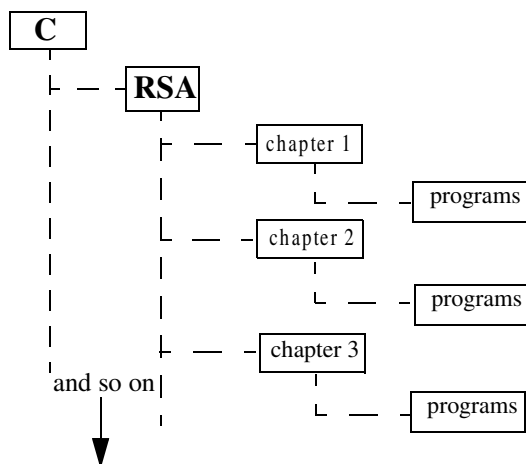 C
RSA
chapter 1
programs
chapter 2
programs
chapter 3
and so on
programs